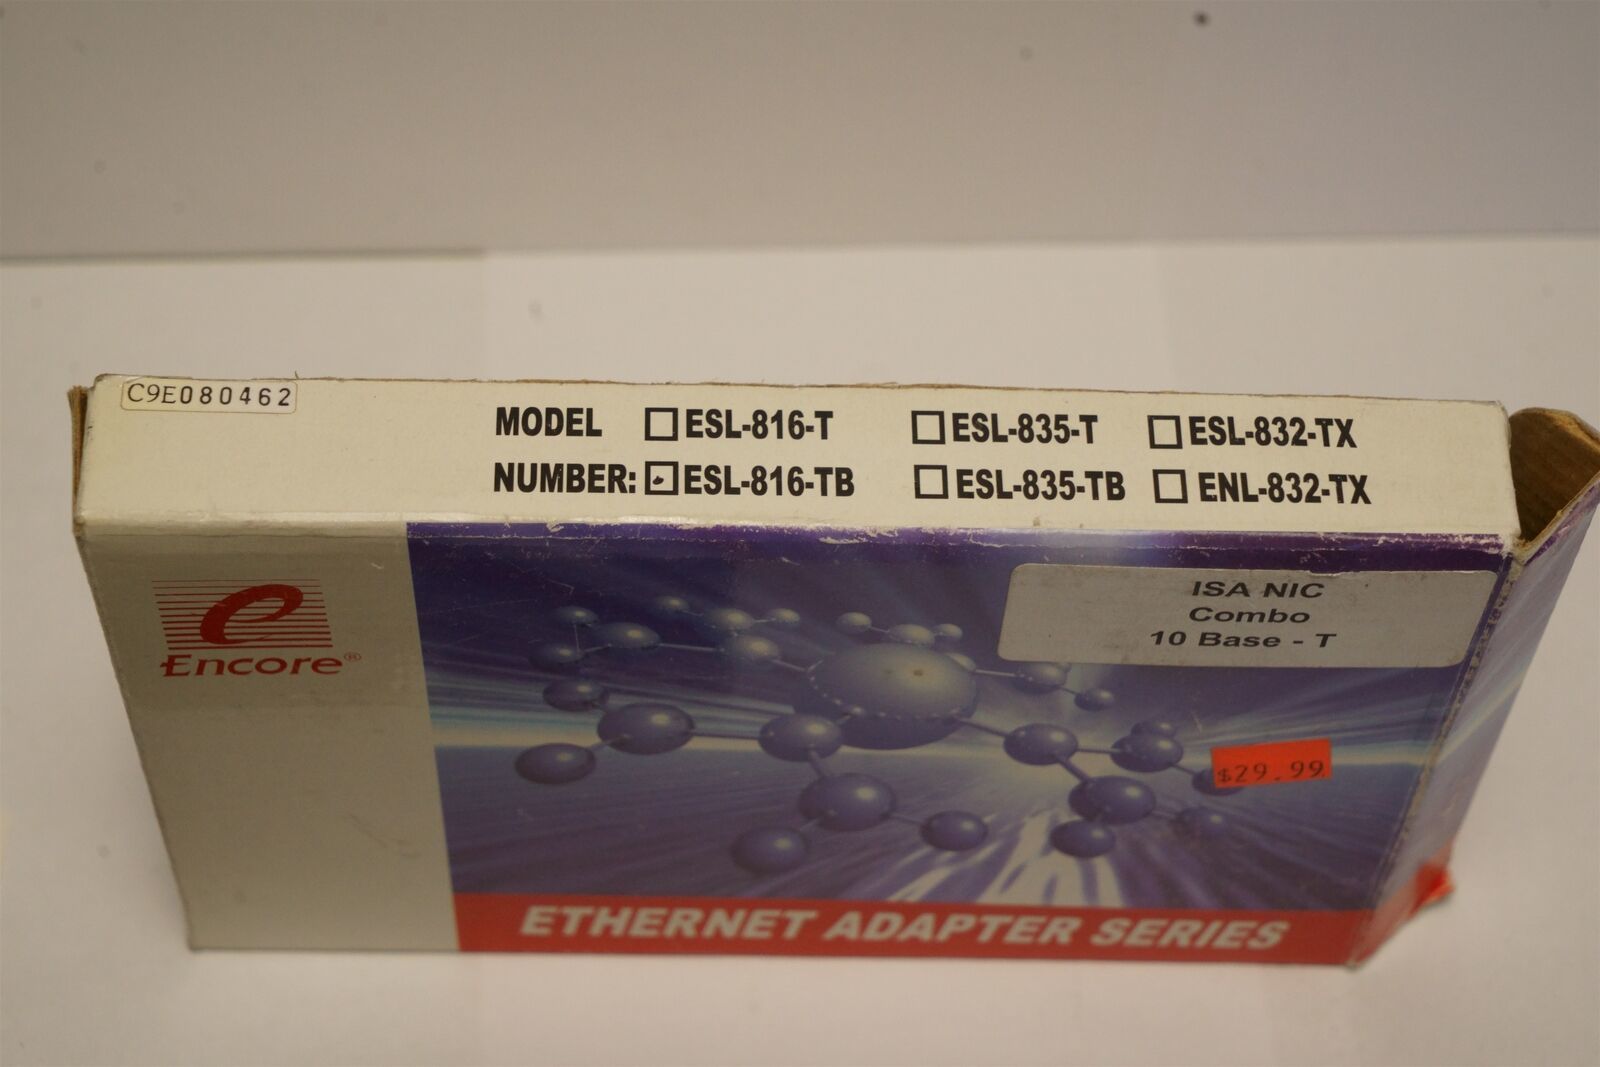 C9E080462
MODEL ☐ESL-816-T ☐ESL-835-T ☐ESL-832-TX
NUMBER: ☑ESL-816-TB ☐ESL-835-TB ☐ENL-832-TX
e
Encore®
ISA NIC
Combo
10 Base - T
$29.99
ETHERNET ADAPTER SERIES